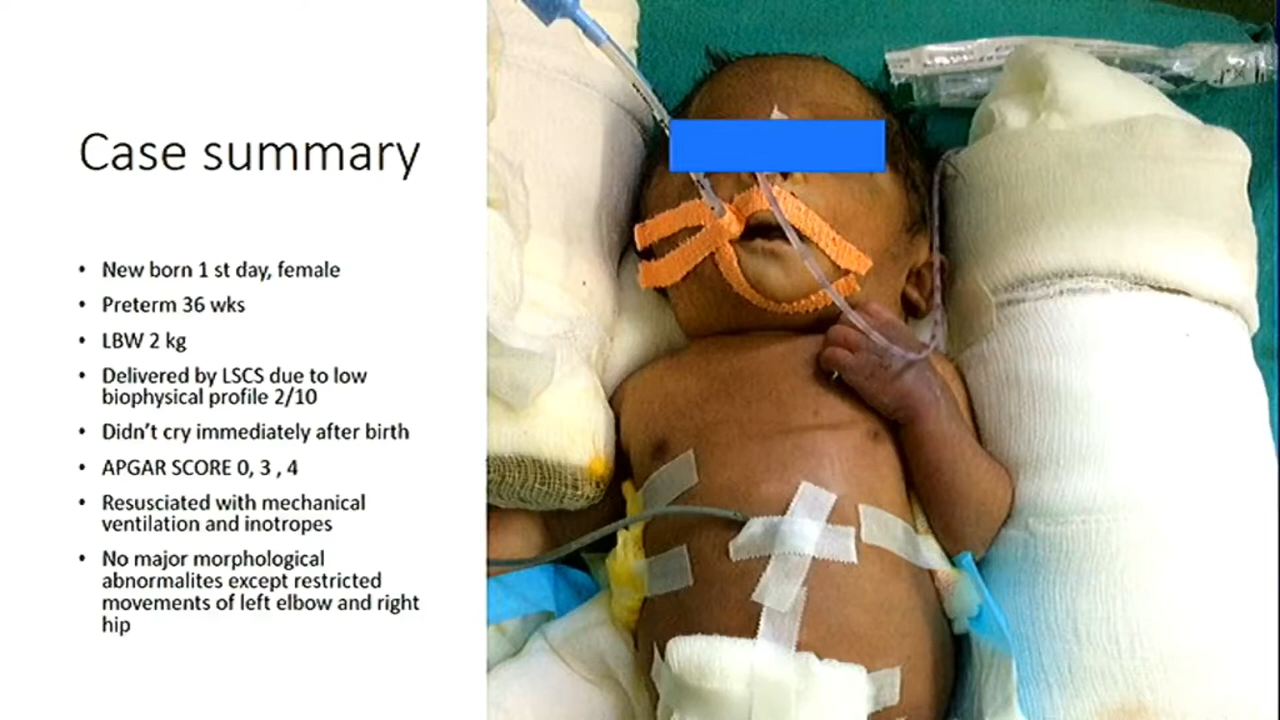 Case summary
• New born 1 st day, female
• Preterm 36 wks
• LBW 2 kg
• Delivered by LSCS due to low
biophysical profile 2/10
• Didn’t cry immediately after birth
• APGAR SCORE 0, 3 , 4
• Resusciated with mechanical
ventilation and inotropes
• No major morphological
abnormalites except restricted
movements of left elbow and right
hip